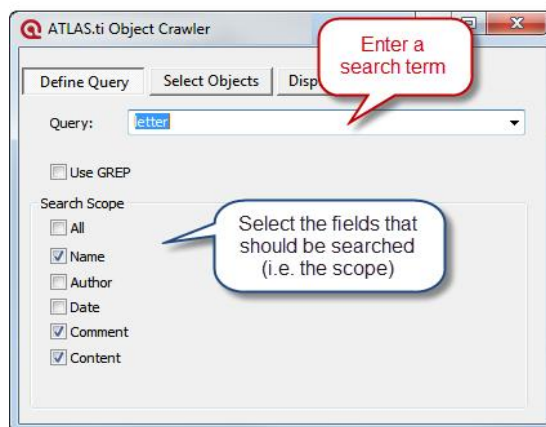 ATLAS.ti Object Crawler
Enter a
search term
Define Query
Select Objects
Disp
Query:
letter
Use GREP
Search Scope
All
Name
Author
Date
Comment
Content
Select the fields that
should be searched
(i.e. the scope)